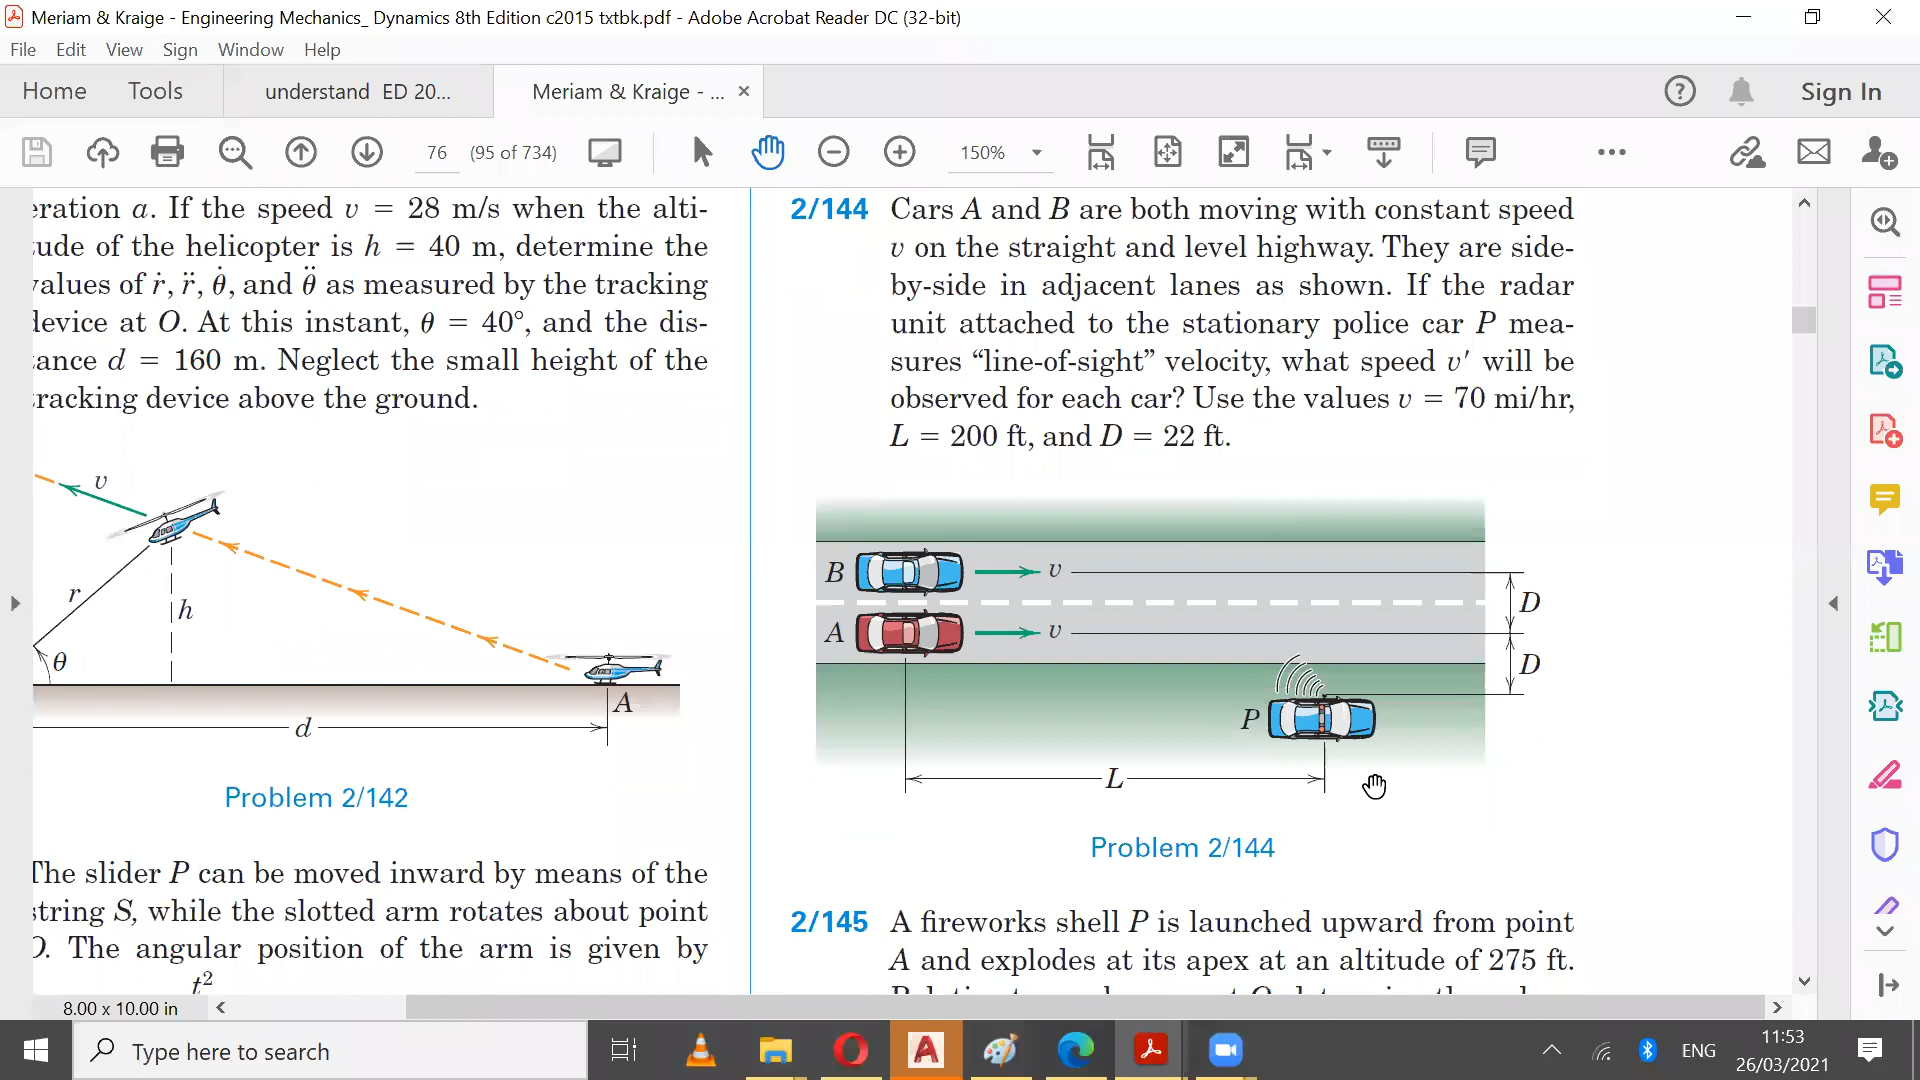 Meriam & Kraige - Engineering Mechanics_ Dynamics 8th Edition c2015 txtbk.pdf - Adobe Acrobat Reader DC (32-bit)
File Edit View Sign Window Help
Home Tools understand ED 20... Meriam & Kraige - ... × Sign In
76 (95 of 734) 150%
eration a. If the speed v = 28 m/s when the alti-
tude of the helicopter is h = 40 m, determine the
values of ṙ, r̈, θ̇, and θ̈ as measured by the tracking
device at O. At this instant, θ = 40°, and the dis-
tance d = 160 m. Neglect the small height of the
tracking device above the ground.
v
r
h
θ
A
d
Problem 2/142
The slider P can be moved inward by means of the
string S, while the slotted arm rotates about point
O. The angular position of the arm is given by
t²
2/144 Cars A and B are both moving with constant speed
v on the straight and level highway. They are side-
by-side in adjacent lanes as shown. If the radar
unit attached to the stationary police car P mea-
sures “line-of-sight” velocity, what speed v′ will be
observed for each car? Use the values v = 70 mi/hr,
L = 200 ft, and D = 22 ft.
B v
D
A v
D
P
L
Problem 2/144
2/145 A fireworks shell P is launched upward from point
A and explodes at its apex at an altitude of 275 ft.
8.00 x 10.00 in
Type here to search
ENG
11:53
26/03/2021